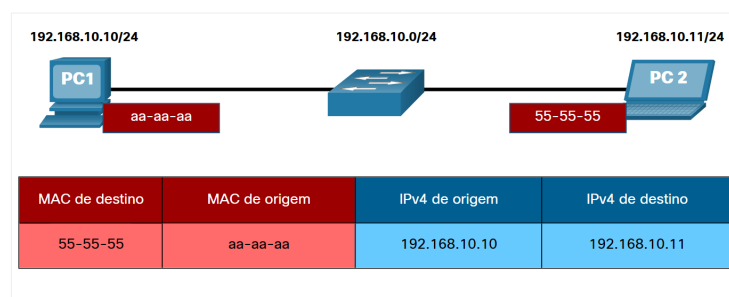 192.168.10.10/24 192.168.10.0/24 192.168.10.11/24
PC1 PC 2
aa-aa-aa 55-55-55
MAC de destino MAC de origem IPv4 de origem IPv4 de destino
55-55-55 aa-aa-aa 192.168.10.10 192.168.10.11